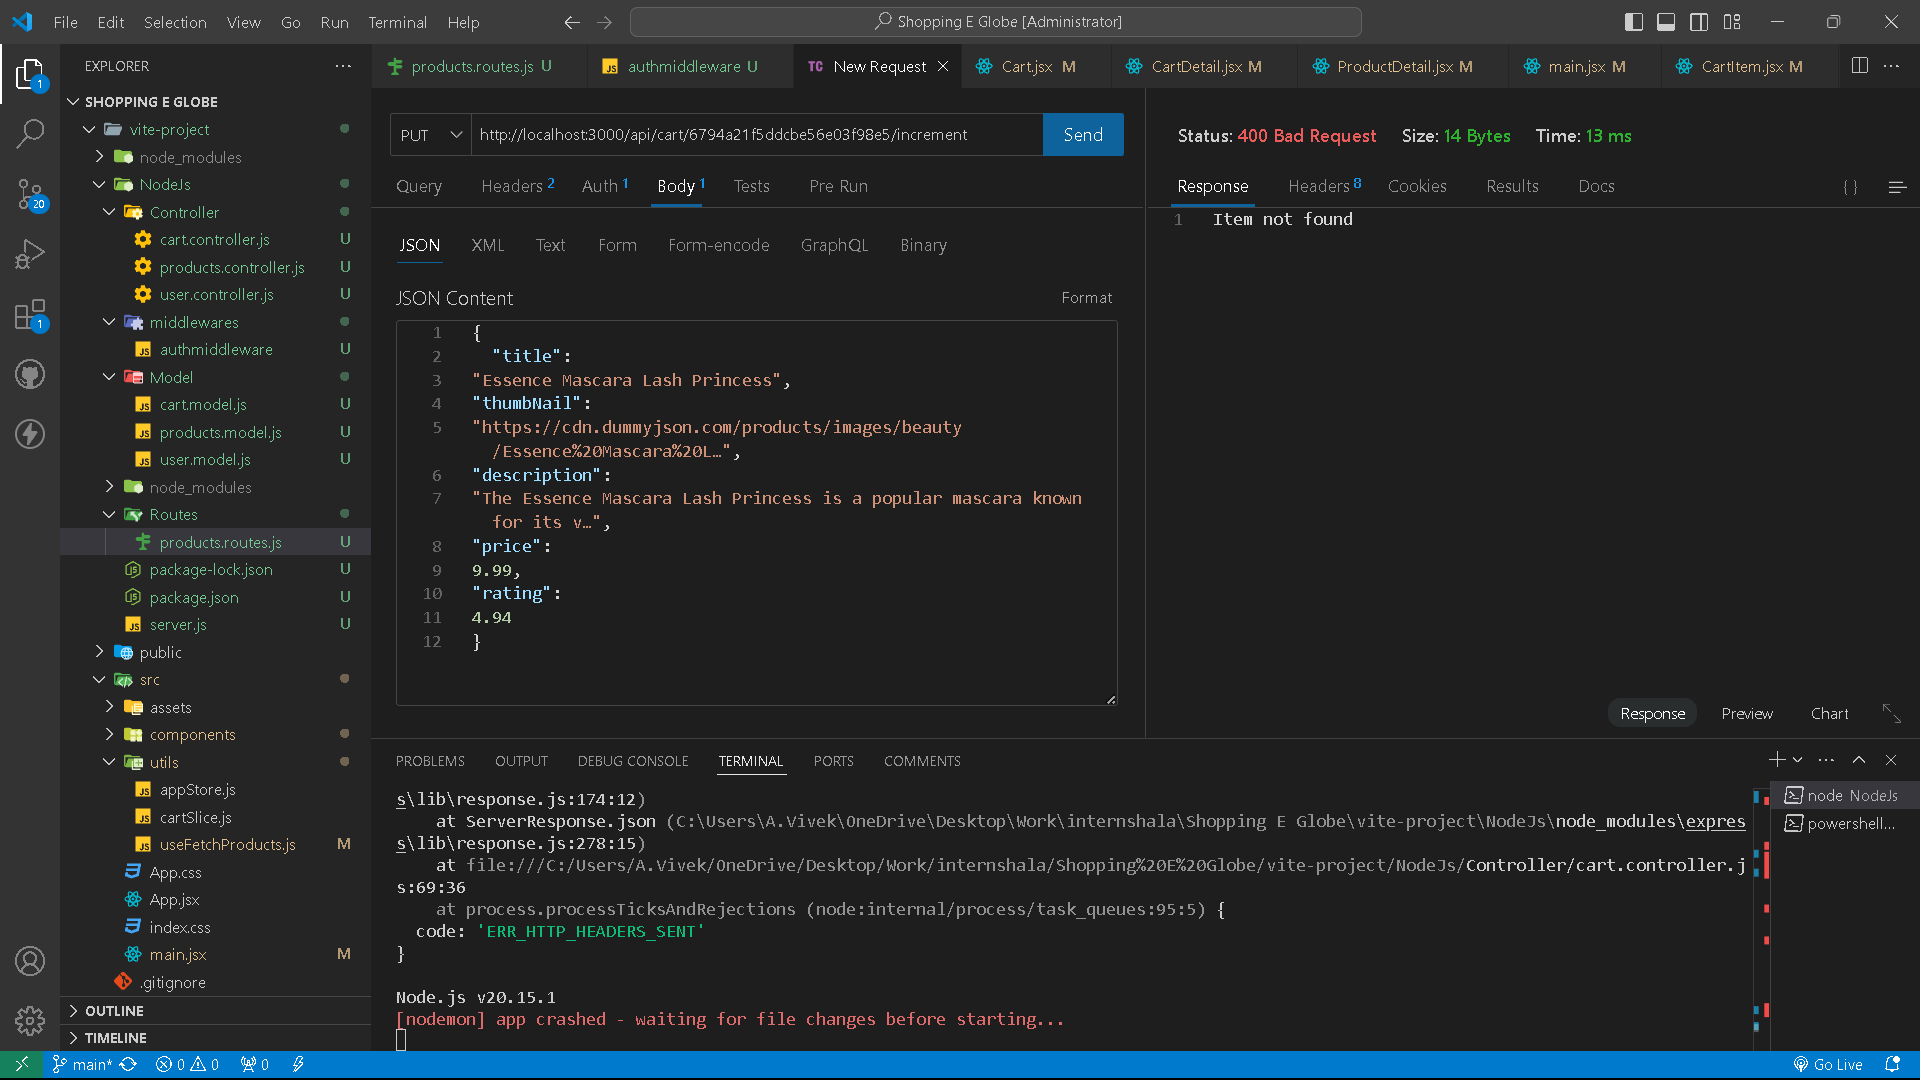 File Edit Selection View Go Run Terminal Help
Shopping E Globe [Administrator]
EXPLORER
SHOPPING E GLOBE
vite-project
node_modules
NodeJs
Controller
cart.controller.js U
products.controller.js U
user.controller.js U
middlewares
authmiddleware U
Model
cart.model.js U
products.model.js U
user.model.js U
node_modules
Routes
products.routes.js U
package-lock.json U
package.json U
server.js U
public
src
assets
components
utils
appStore.js
cartSlice.js
useFetchProducts.js M
App.css
App.jsx
index.css
main.jsx M
.gitignore
OUTLINE
TIMELINE
1
20
1
products.routes.js U
JS authmiddleware U
TC New Request
Cart.jsx M
CartDetail.jsx M
ProductDetail.jsx M
main.jsx M
CartItem.jsx M
PUT http://localhost:3000/api/cart/6794a21f5ddcbe56e03f98e5/increment Send
Query Headers 2 Auth 1 Body 1 Tests Pre Run
JSON XML Text Form Form-encode GraphQL Binary
JSON Content Format
1 {
2 "title":
3 "Essence Mascara Lash Princess",
4 "thumbNail":
5 "https://cdn.dummyjson.com/products/images/beauty
/Essence%20Mascara%20L…",
6 "description":
7 "The Essence Mascara Lash Princess is a popular mascara known
for its v…",
8 "price":
9 9.99,
10 "rating":
11 4.94
12 }
Status: 400 Bad Request Size: 14 Bytes Time: 13 ms
Response Headers 8 Cookies Results Docs { }
1 Item not found
Response Preview Chart
PROBLEMS OUTPUT DEBUG CONSOLE TERMINAL PORTS COMMENTS
s\lib\response.js:174:12)
at ServerResponse.json (C:\Users\A.Vivek\OneDrive\Desktop\Work\internshala\Shopping E Globe\vite-project\NodeJs\node_modules\expres
s\lib\response.js:278:15)
at file:///C:/Users/A.Vivek/OneDrive/Desktop/Work/internshala/Shopping%20E%20Globe/vite-project/NodeJs/Controller/cart.controller.j
s:69:36
at process.processTicksAndRejections (node:internal/process/task_queues:95:5) {
code: 'ERR_HTTP_HEADERS_SENT'
}
Node.js v20.15.1
[nodemon] app crashed - waiting for file changes before starting...
node NodeJs
powershell...
main* 0 0 0 Go Live